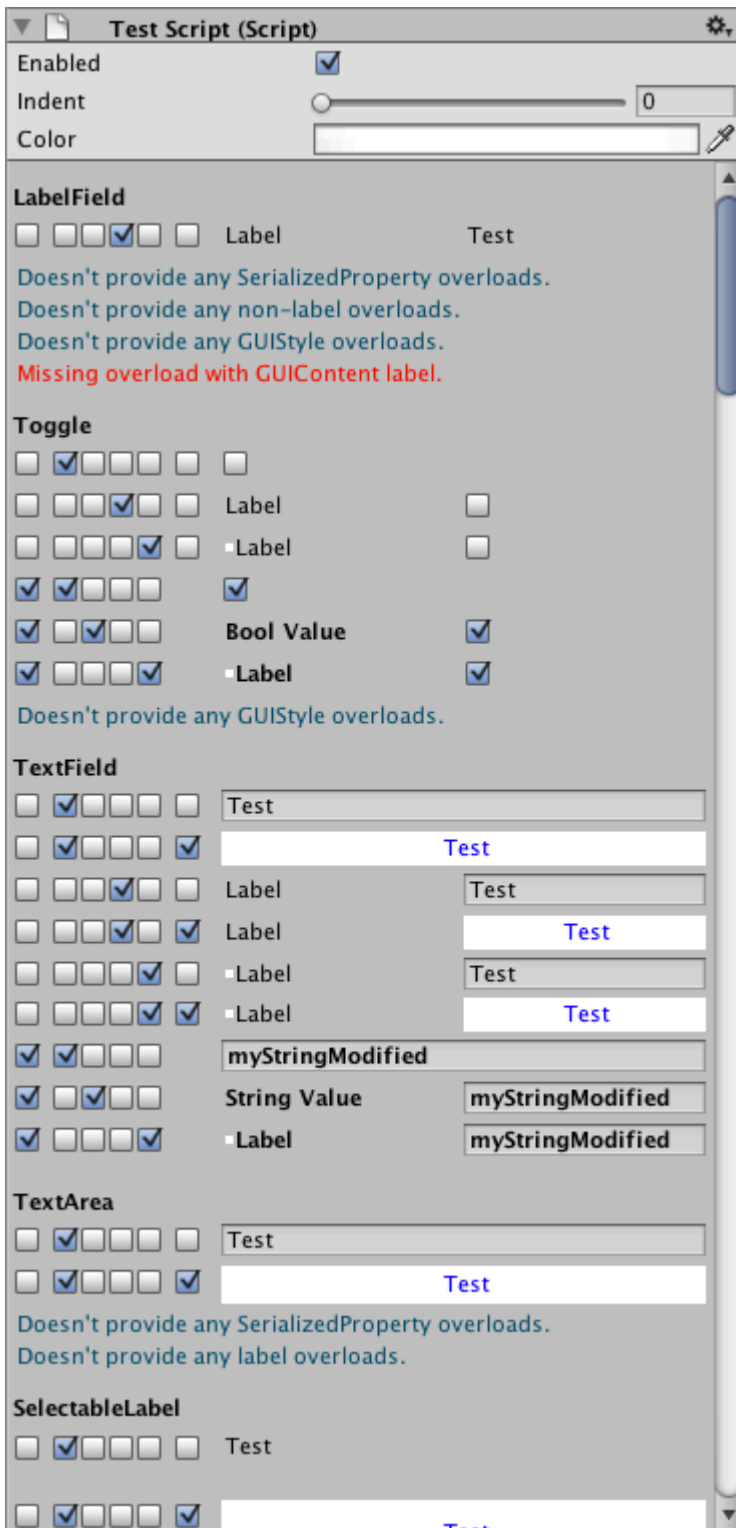 Test Script (Script)
Enabled
Indent 0
Color
LabelField
Label Test
Doesn't provide any SerializedProperty overloads.
Doesn't provide any non-label overloads.
Doesn't provide any GUIStyle overloads.
Missing overload with GUIContent label.
Toggle
Label
Label
Bool Value
Label
Doesn't provide any GUIStyle overloads.
TextField
Test
Test
Label Test
Label Test
Label Test
Label Test
myStringModified
String Value myStringModified
Label myStringModified
TextArea
Test
Test
Doesn't provide any SerializedProperty overloads.
Doesn't provide any label overloads.
SelectableLabel
Test
Test